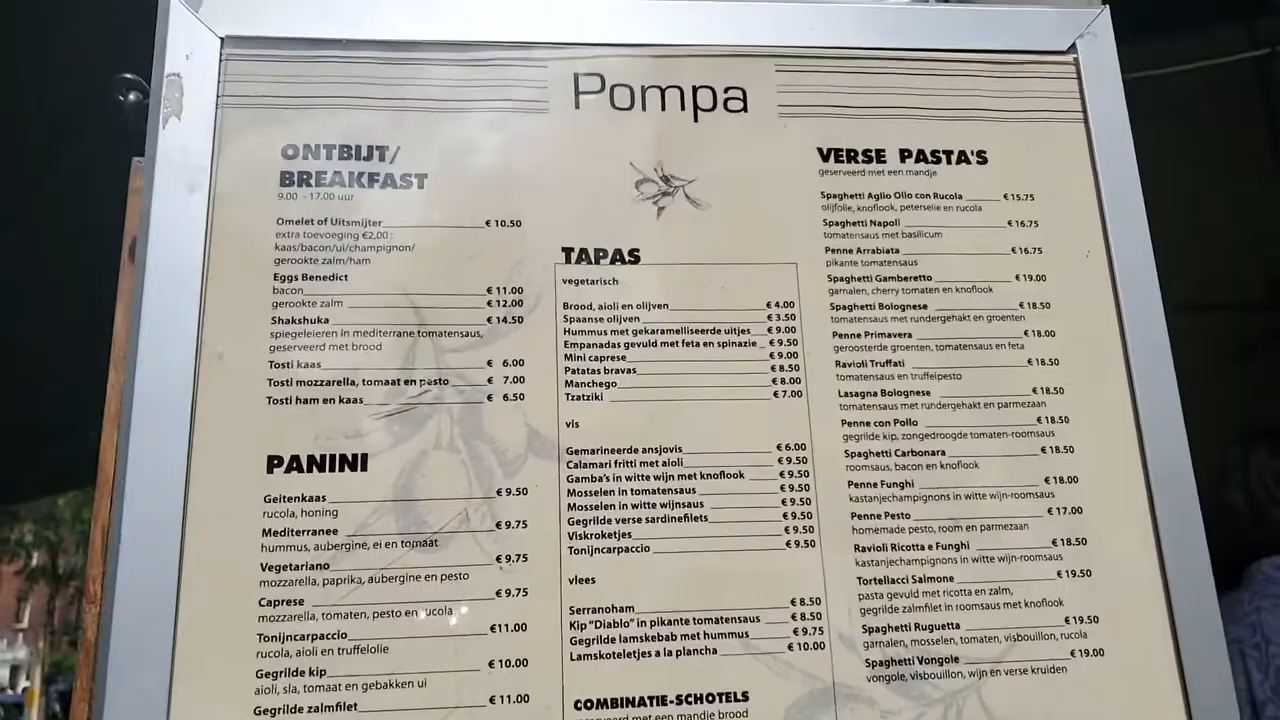 Pompa
ONTBIJT/
BREAKFAST
9.00 - 17.00 uur
Omelet of Uitsmijter € 10.50
extra toevoeging €2,00 :
kaas/bacon/ui/champignon/
gerookte zalm/ham
Eggs Benedict
bacon € 11.00
gerookte zalm € 12.00
Shakshuka € 14.50
spiegeleieren in mediterrane tomatensaus,
geserveerd met brood
Tosti kaas € 6.00
Tosti mozzarella, tomaat en pesto € 7.00
Tosti ham en kaas € 6.50
PANINI
Geitenkaas € 9.50
rucola, honing
Mediterranee € 9.75
hummus, aubergine, ei en tomaat
Vegetariano € 9.75
mozzarella, paprika, aubergine en pesto
Caprese € 9.75
mozzarella, tomaten, pesto en rucola
Tonijncarpaccio €11.00
rucola, aioli en truffelolie
Gegrilde kip € 10.00
aioli, sla, tomaat en gebakken ui
Gegrilde zalmfilet € 11.00
TAPAS
vegetarisch
Brood, aioli en olijven € 4.00
Spaanse olijven € 3.50
Hummus met gekaramelliseerde uitjes € 9.00
Empanadas gevuld met feta en spinazie € 9.50
Mini caprese € 9.00
Patatas bravas € 8.50
Manchego € 8.00
Tzatziki € 7.00
vis
Gemarineerde ansjovis € 6.00
Calamari fritti met aioli € 9.50
Gamba's in witte wijn met knoflook € 9.50
Mosselen in tomatensaus € 9.50
Mosselen in witte wijnsaus € 9.50
Gegrilde verse sardinefilets € 9.50
Viskroketjes € 9.50
Tonijncarpaccio € 9.50
vlees
Serranoham € 8.50
Kip “Diablo” in pikante tomatensaus € 8.50
Gegrilde lamskebab met hummus € 9.75
Lamskoteletjes a la plancha € 10.00
COMBINATIE-SCHOTELS
geserveerd met een mandje brood
VERSE PASTA'S
geserveerd met een mandje
Spaghetti Aglio Olio con Rucola € 15.75
olijfolie, knoflook, peterselie en rucola
Spaghetti Napoli € 16.75
tomatensaus met basilicum
Penne Arrabiata € 16.75
pikante tomatensaus
Spaghetti Gamberetto € 19.00
garnalen, cherry tomaten en knoflook
Spaghetti Bolognese € 18.50
tomatensaus met rundergehakt en groenten
Penne Primavera € 18.00
geroosterde groenten, tomatensaus en feta
Ravioli Truffati € 18.50
tomatensaus en truffelpesto
Lasagna Bolognese € 18.50
tomatensaus met rundergehakt en parmezaan
Penne con Pollo € 18.50
gegrilde kip, zongedroogde tomaten-roomsaus
Spaghetti Carbonara € 18.50
roomsaus, bacon en knoflook
Penne Funghi € 18.00
kastanjechampignons in witte wijn-roomsaus
Penne Pesto € 17.00
homemade pesto, room en parmezaan
Ravioli Ricotta e Funghi € 18.50
kastanjechampignons in witte wijn-roomsaus
Tortellacci Salmone € 19.50
pasta gevuld met ricotta en zalm,
gegrilde zalmfilet in roomsaus met knoflook
Spaghetti Ruguetta € 19.50
garnalen, mosselen, tomaten, visbouillon, rucola
Spaghetti Vongole € 19.00
vongole, visbouillon, wijn en verse kruiden